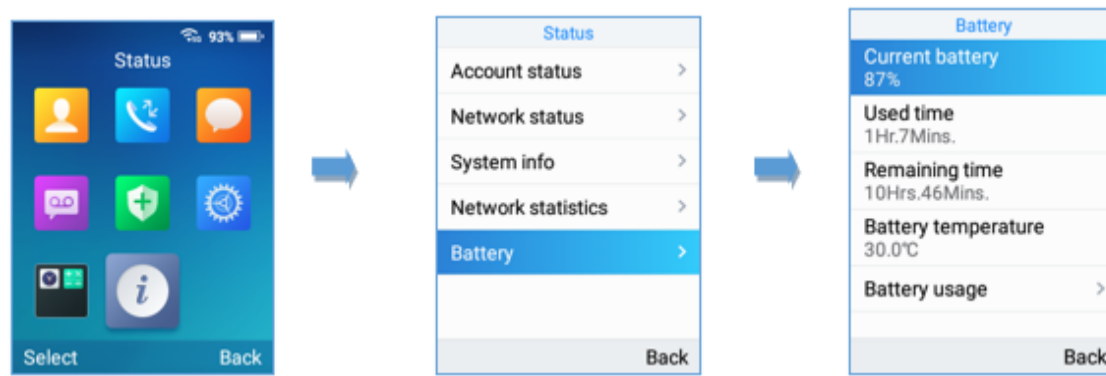 93%
Status
Select Back
Status
Account status
Network status
System info
Network statistics
Battery
Back
Battery
Current battery
87%
Used time
1Hr.7Mins.
Remaining time
10Hrs.46Mins.
Battery temperature
30.0℃
Battery usage
Back